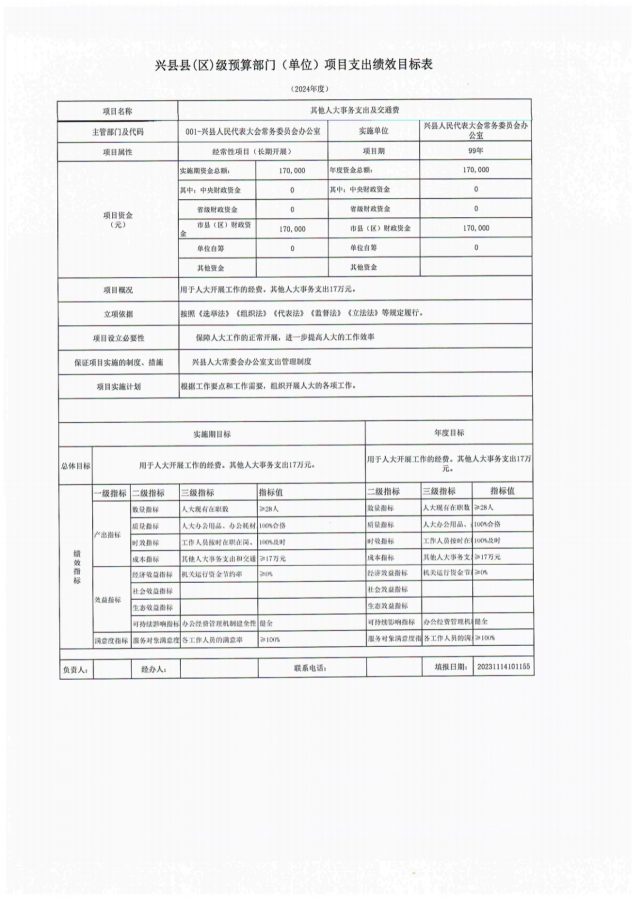 兴县县(区)级预算部门（单位）项目支出绩效目标表
（2024年度）
项目名称 其他人大事务支出及交通费
主管部门及代码 001-兴县人民代表大会常务委员会办公室 实施单位 兴县人民代表大会常务委员会办公室
项目属性 经常性项目（长期开展） 项目期 99年
项目资金（元） 实施期资金总额: 170,000 年度资金总额: 170,000
其中: 中央财政资金 0 其中: 中央财政资金 0
省级财政资金 0 省级财政资金 0
市县（区）财政资金 170,000 市县（区）财政资金 170,000
单位自筹 0 单位自筹 0
其他资金 其他资金
项目概况 用于人大开展工作的经费。其他人大事务支出17万元。
立项依据 按照《选举法》《组织法》《代表法》《监督法》《立法法》等规定履行。
项目设立必要性 保障人大工作的正常开展，进一步提高人大的工作效率
保证项目实施的制度、措施 兴县人大常委会办公室支出管理制度
项目实施计划 根据工作要点和工作需要，组织开展人大的各项工作。
实施期目标 年度目标
总体目标 用于人大开展工作的经费。其他人大事务支出17万元。 用于人大开展工作的经费。其他人大事务支出17万元。
绩效指标 一级指标 二级指标 三级指标 指标值 二级指标 三级指标 指标值
产出指标 数量指标 人大现有在职数 ≥28人 数量指标 人大现有在职数 ≥28人
质量指标 人大办公用品、办公耗材 100%合格 质量指标 人大办公用品、 100%合格
时效指标 工作人员按时在职在岗、 100%及时 时效指标 工作人员按时在 100%及时
成本指标 其他人大事务支出和交通 ≥17万元 成本指标 其他人大事务支 ≥17万元
效益指标 经济效益指标 机关运行资金节约率 ≥0% 经济效益指标 机关运行资金节 ≥0%
社会效益指标 社会效益指标
生态效益指标 生态效益指标
可持续影响指标 办公经费管理机制健全性 健全 可持续影响指标 办公经费管理机 健全
满意度指标 服务对象满意度 各工作人员的满意率 ≥100% 服务对象满意度指 各工作人员的满 ≥100%
负责人: 经办人: 联系电话: 填报日期: 20231114101155